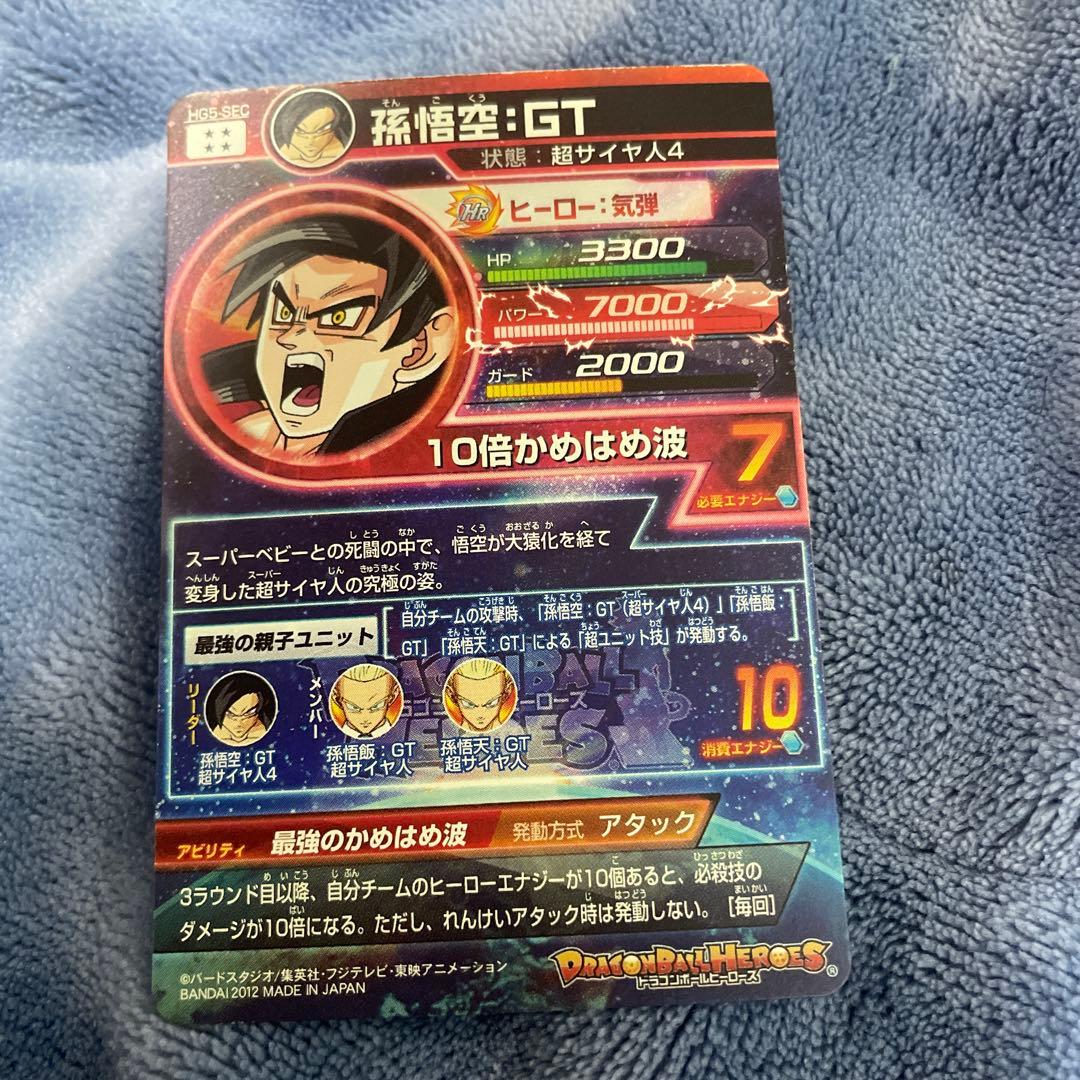 HG5-SEC
孫悟空:GT
そん ご くう
状態:超サイヤ人4
HR ヒーロー:気弾
HP 3300
パワー 7000
ガード 2000
10倍かめはめ波
7
必要エナジー
スーパーベビーとの死闘の中で、悟空が大猿化を経て
変身した超サイヤ人の究極の姿。
最強の親子ユニット
自分チームの攻撃時、「孫悟空:GT(超サイヤ人4)」「孫悟飯:
GT」「孫悟天:GT」による「超ユニット技」が発動する。
リーダー
孫悟空:GT
超サイヤ人4
メンバー
孫悟飯:GT
超サイヤ人
孫悟天:GT
超サイヤ人
10
消費エナジー
アビリティ 最強のかめはめ波 発動方式 アタック
3ラウンド目以降、自分チームのヒーローエナジーが10個あると、必殺技の
ダメージが10倍になる。ただし、れんけいアタック時は発動しない。[毎回]
©バードスタジオ/集英社・フジテレビ・東映アニメーション
BANDAI 2012 MADE IN JAPAN
DRAGONBALL HEROES
ドラゴンボールヒーローズ
®